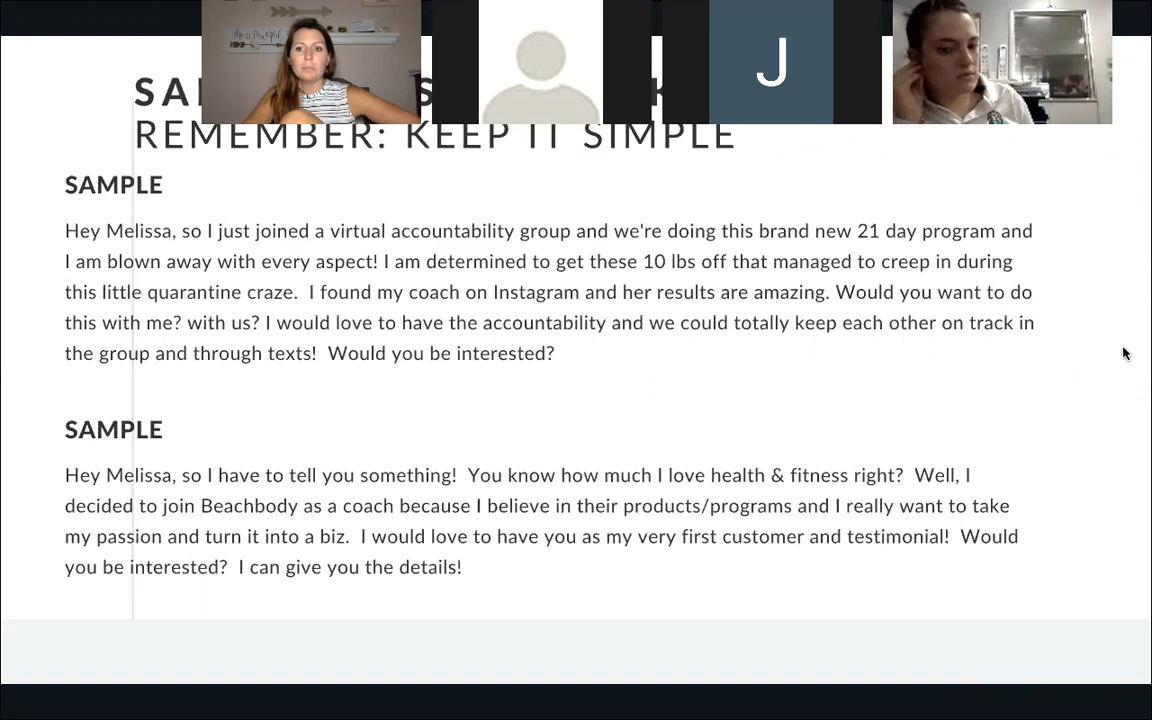 J
REMEMBER: KEEP IT SIMPLE
SAMPLE
Hey Melissa, so I just joined a virtual accountability group and we're doing this brand new 21 day program and
I am blown away with every aspect! I am determined to get these 10 lbs off that managed to creep in during
this little quarantine craze.  I found my coach on Instagram and her results are amazing. Would you want to do
this with me? with us? I would love to have the accountability and we could totally keep each other on track in
the group and through texts!  Would you be interested?
SAMPLE
Hey Melissa, so I have to tell you something!  You know how much I love health & fitness right?  Well, I
decided to join Beachbody as a coach because I believe in their products/programs and I really want to take
my passion and turn it into a biz.  I would love to have you as my very first customer and testimonial!  Would
you be interested?  I can give you the details!